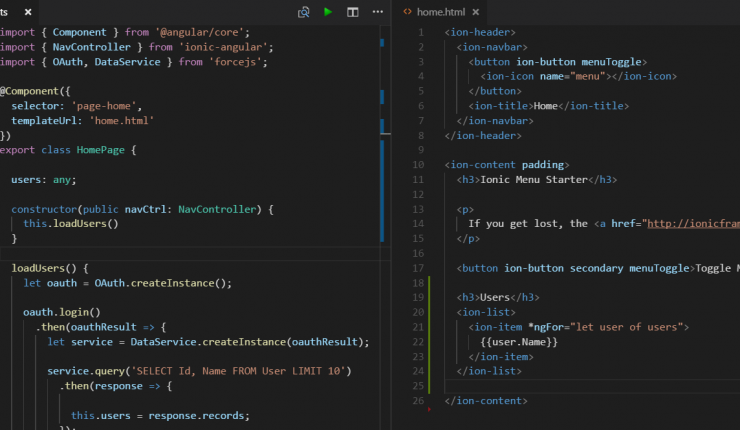 ts
import { Component } from '@angular/core';
import { NavController } from 'ionic-angular';
import { OAuth, DataService } from 'forcejs';
@Component({
selector: 'page-home',
templateUrl: 'home.html'
})
export class HomePage {
users: any;
constructor(public navCtrl: NavController) {
this.loadUsers()
}
loadUsers() {
let oauth = OAuth.createInstance();
oauth.login()
.then(oauthResult => {
let service = DataService.createInstance(oauthResult);
service.query('SELECT Id, Name FROM User LIMIT 10')
.then(response => {
this.users = response.records;
});
<> home.html
1 <ion-header>
2 <ion-navbar>
3 <button ion-button menuToggle>
4 <ion-icon name="menu"></ion-icon>
5 </button>
6 <ion-title>Home</ion-title>
7 </ion-navbar>
8 </ion-header>
9
10 <ion-content padding>
11 <h3>Ionic Menu Starter</h3>
12
13 <p>
14 If you get lost, the <a href="http://ionicfram
15 </p>
16
17 <button ion-button secondary menuToggle>Toggle M
18
19 <h3>Users</h3>
20 <ion-list>
21 <ion-item *ngFor="let user of users">
22 {{user.Name}}
23 </ion-item>
24 </ion-list>
25
26 </ion-content>